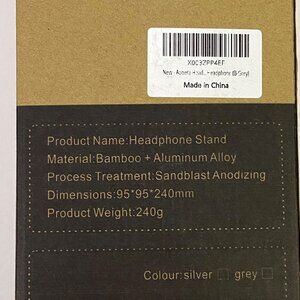 X003ZPP4EF
Made in China
Product Name:Headphone Stand
Material:Bamboo + Aluminum Alloy
Process Treatment:Sandblast Anodizing
Dimensions:95*95*240mm
Product Weight:240g
Colour:silver grey